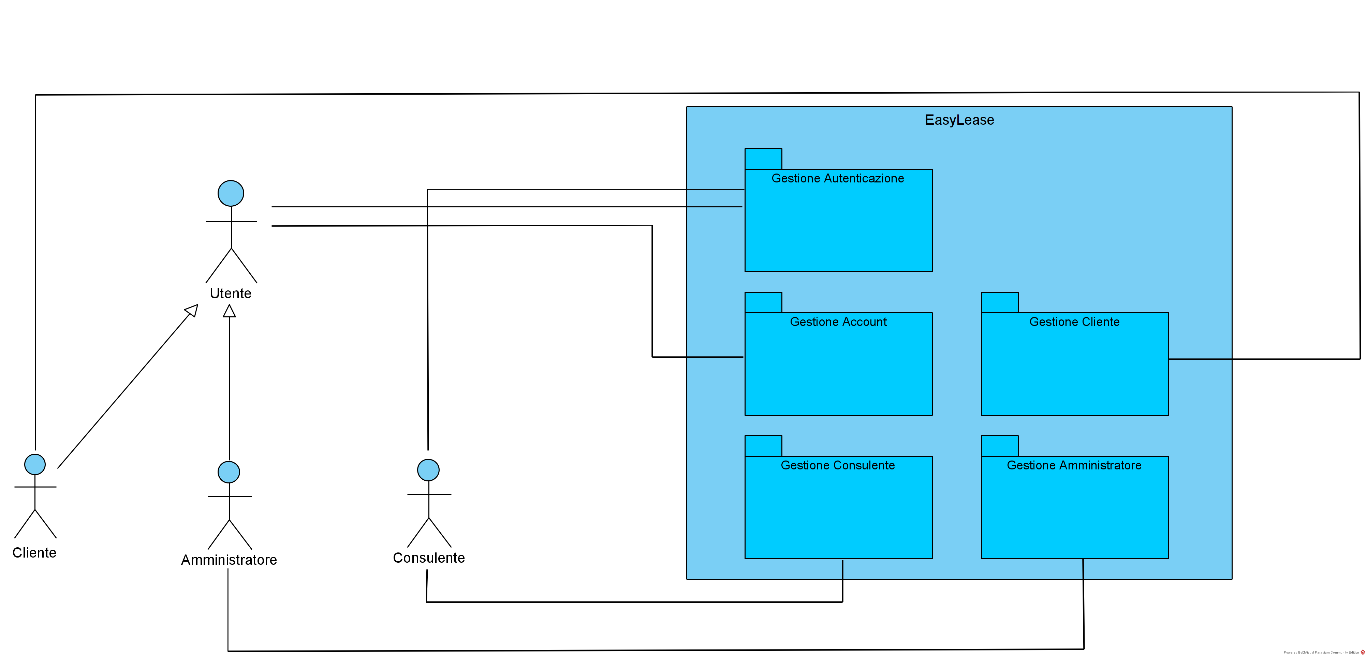 EasyLease
Gestione Autenticazione
Utente
Gestione Account
Gestione Cliente
Gestione Consulente
Gestione Amministratore
Cliente
Amministratore
Consulente